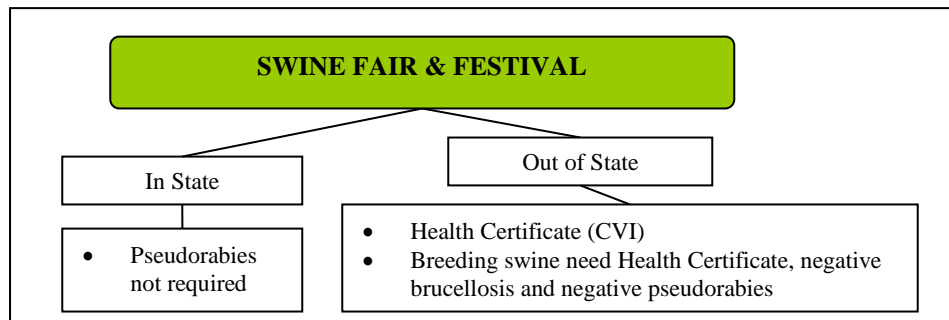 SWINE FAIR & FESTIVAL
In State
Out of State
• Pseudorabies
not required
• Health Certificate (CVI)
• Breeding swine need Health Certificate, negative
brucellosis and negative pseudorabies